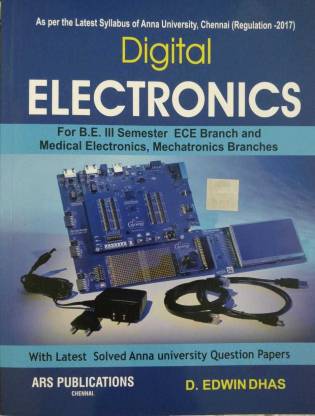 As per the Latest Syllabus of Anna University, Chennai (Regulation -2017)
Digital
ELECTRONICS
For B.E. III Semester ECE Branch and
Medical Electronics, Mechatronics Branches
With Latest Solved Anna university Question Papers
ARS PUBLICATIONS
CHENNAI.
D. EDWIN DHAS